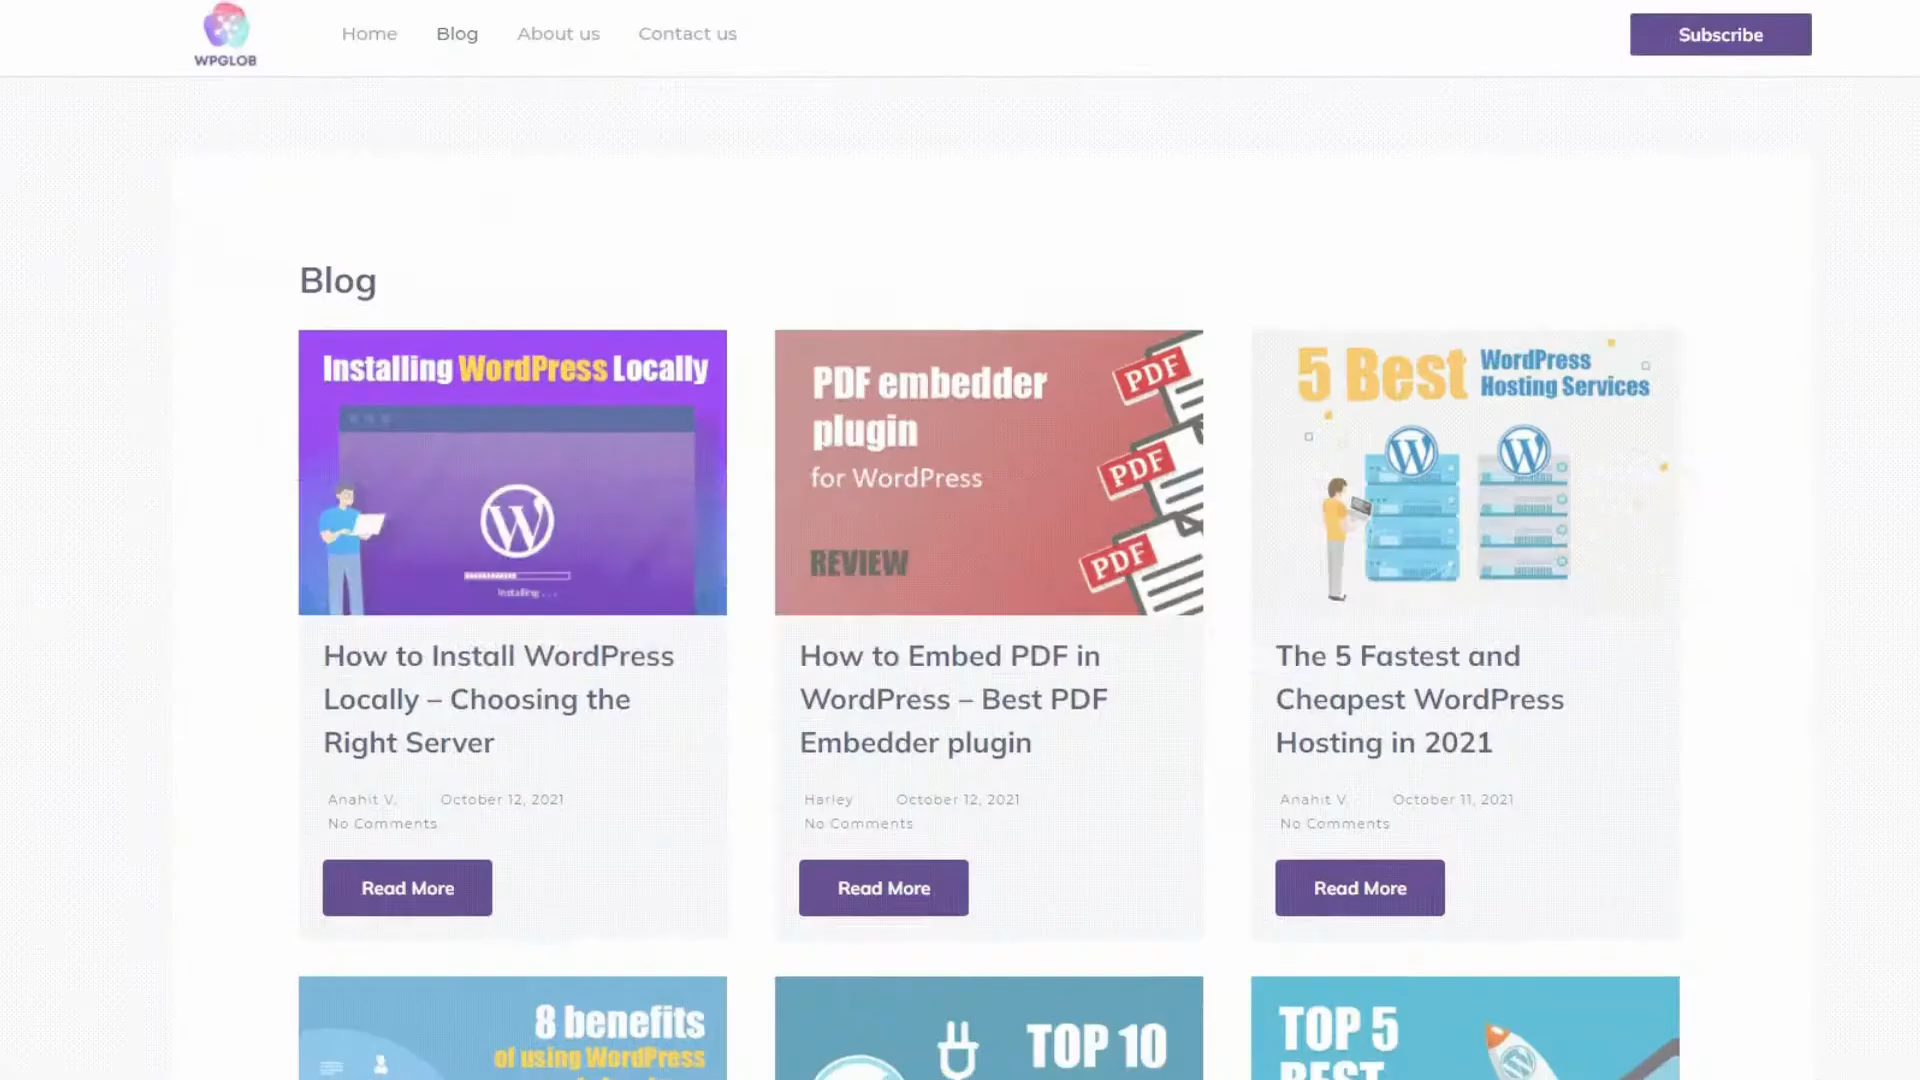 WPGLOB
Home
Blog
About us
Contact us
Subscribe
Blog
Installing WordPress Locally
Installing . . .
PDF embedder
plugin
for WordPress
REVIEW
PDF
PDF
PDF
5 Best WordPress
Hosting Services
How to Install WordPress
Locally – Choosing the
Right Server
Anahit V. October 12, 2021
No Comments
Read More
How to Embed PDF in
WordPress – Best PDF
Embedder plugin
Harley October 12, 2021
No Comments
Read More
The 5 Fastest and
Cheapest WordPress
Hosting in 2021
Anahit V. October 11, 2021
No Comments
Read More
8 benefits
of using WordPress
TOP 10
TOP 5
BEST